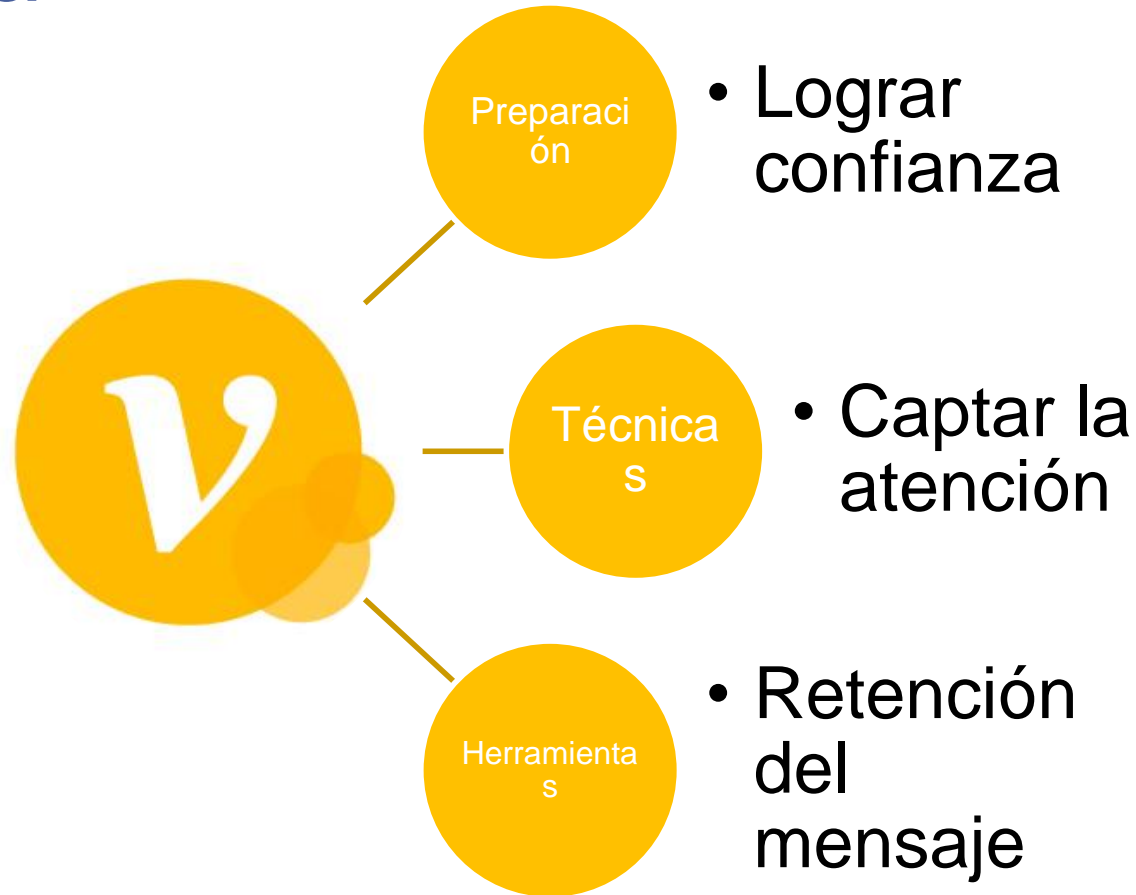 Preparaci
ón
• Lograr
confianza
v
Técnica
s
• Captar la
atención
Herramienta
s
• Retención
del
mensaje